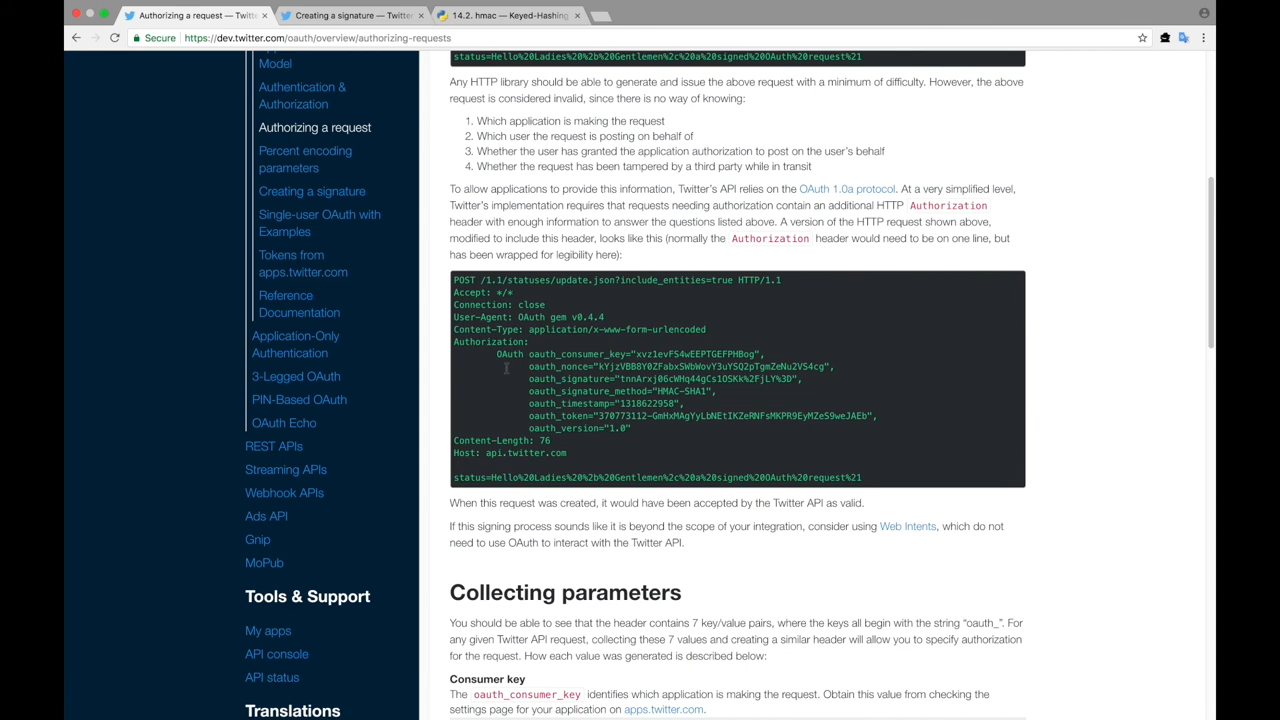 Authorizing a request — Twitt
Creating a signature — Twitter
14.2. hmac — Keyed-Hashing
Secure
https://dev.twitter.com/oauth/overview/authorizing-requests
Model
Authentication &
Authorization
Authorizing a request
Percent encoding
parameters
Creating a signature
Single-user OAuth with
Examples
Tokens from
apps.twitter.com
Reference
Documentation
Application-Only
Authentication
3-Legged OAuth
PIN-Based OAuth
OAuth Echo
REST APIs
Streaming APIs
Webhook APIs
Ads API
Gnip
MoPub
Tools & Support
My apps
API console
API status
Translations
status=Hello%20Ladies%20%2b%20Gentlemen%2c%20a%20signed%20OAuth%20request%21
Any HTTP library should be able to generate and issue the above request with a minimum of difficulty. However, the above
request is considered invalid, since there is no way of knowing:
1. Which application is making the request
2. Which user the request is posting on behalf of
3. Whether the user has granted the application authorization to post on the user's behalf
4. Whether the request has been tampered by a third party while in transit
To allow applications to provide this information, Twitter's API relies on the OAuth 1.0a protocol. At a very simplified level,
Twitter's implementation requires that requests needing authorization contain an additional HTTP Authorization
header with enough information to answer the questions listed above. A version of the HTTP request shown above,
modified to include this header, looks like this (normally the Authorization header would need to be on one line, but
has been wrapped for legibility here):
POST /1.1/statuses/update.json?include_entities=true HTTP/1.1
Accept: */*
Connection: close
User-Agent: OAuth gem v0.4.4
Content-Type: application/x-www-form-urlencoded
Authorization:
OAuth oauth_consumer_key="xvz1evFS4wEEPTGEFPHBog",
oauth_nonce="kYjzVBB8Y0ZFabxSWbWovY3uYSQ2pTgmZeNu2VS4cg",
oauth_signature="tnnArxj06cWHq44gCs1OSKk%2FjLY%3D",
oauth_signature_method="HMAC-SHA1",
oauth_timestamp="1318622958",
oauth_token="370773112-GmHxMAgYyLbNEtIKZeRNFsMKPR9EyMZeS9weJAEb",
oauth_version="1.0"
Content-Length: 76
Host: api.twitter.com
status=Hello%20Ladies%20%2b%20Gentlemen%2c%20a%20signed%20OAuth%20request%21
When this request was created, it would have been accepted by the Twitter API as valid.
If this signing process sounds like it is beyond the scope of your integration, consider using Web Intents, which do not
need to use OAuth to interact with the Twitter API.
Collecting parameters
You should be able to see that the header contains 7 key/value pairs, where the keys all begin with the string “oauth_”. For
any given Twitter API request, collecting these 7 values and creating a similar header will allow you to specify authorization
for the request. How each value was generated is described below:
Consumer key
The oauth_consumer_key identifies which application is making the request. Obtain this value from checking the
settings page for your application on apps.twitter.com.